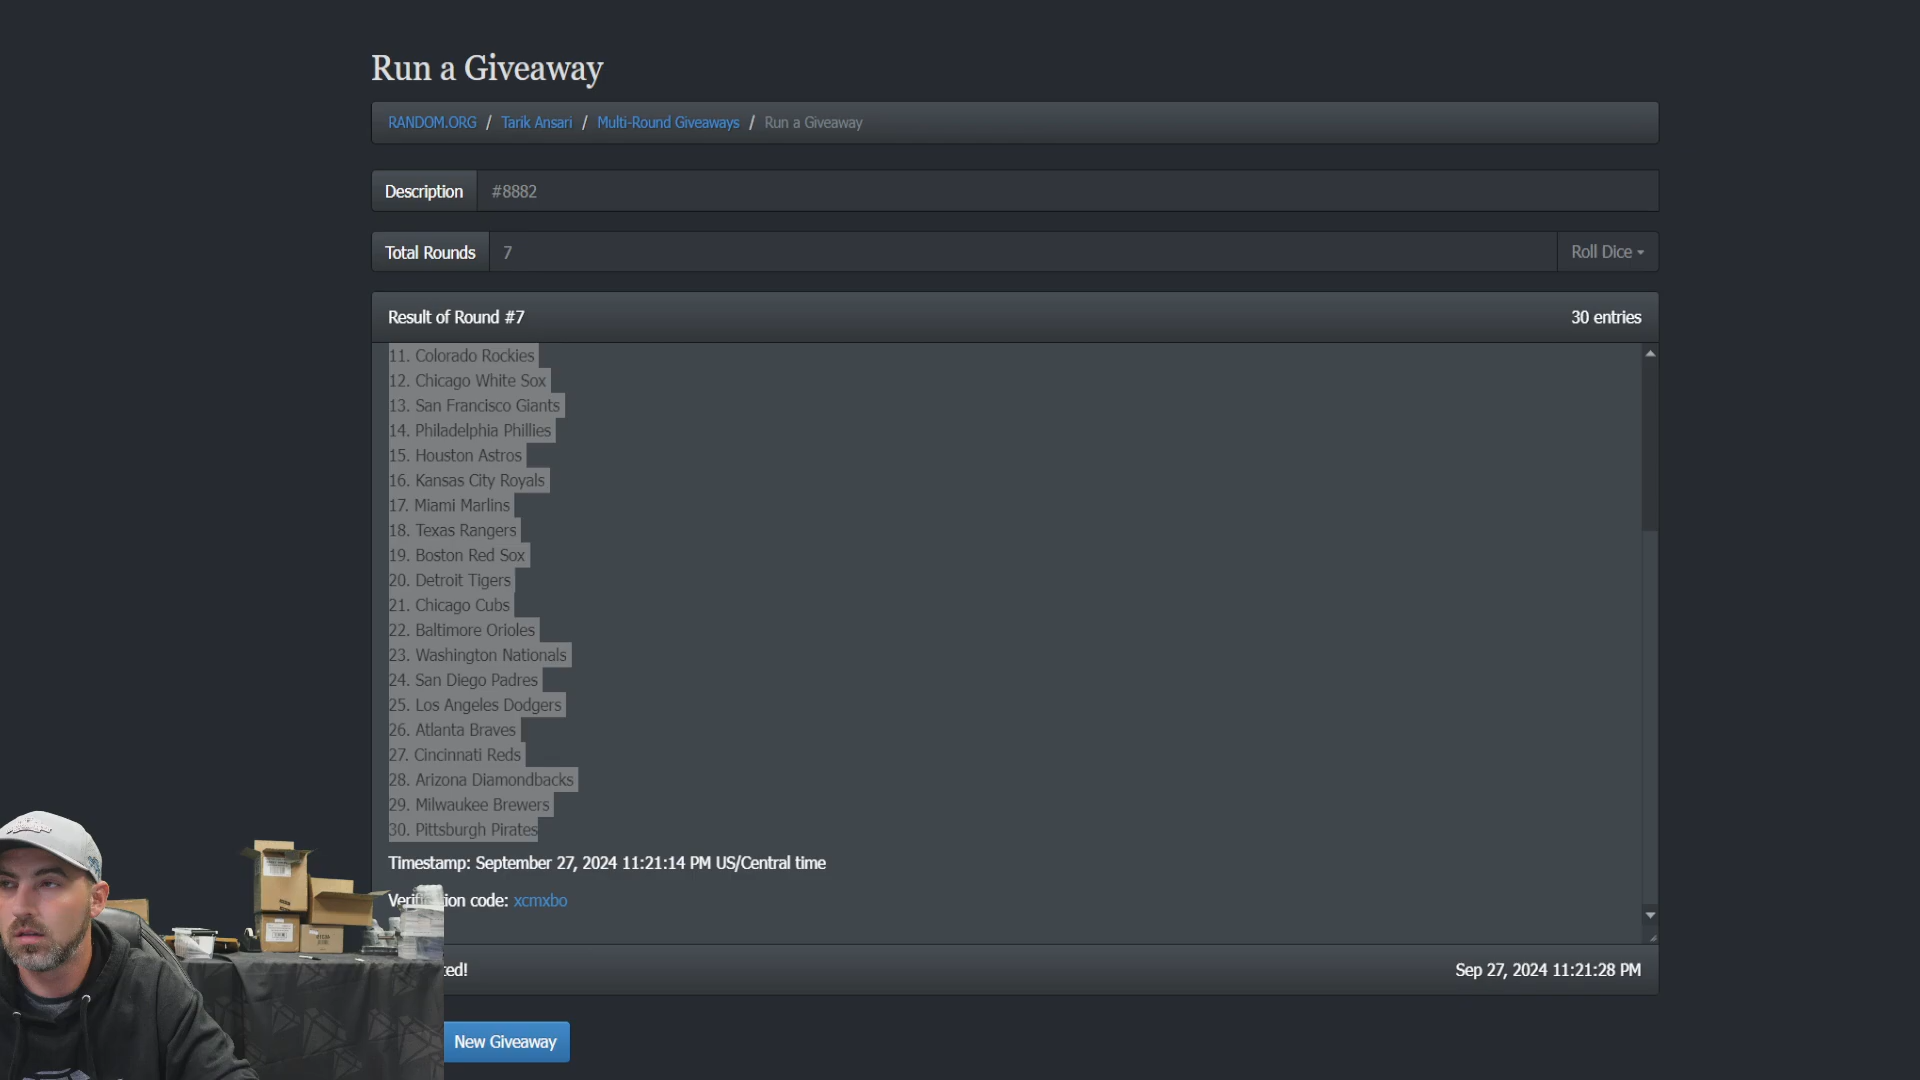 Run a Giveaway
RANDOM.ORG / Tarik Ansari / Multi-Round Giveaways / Run a Giveaway
Description #8882
Total Rounds 7 Roll Dice
Result of Round #7 30 entries
11. Colorado Rockies
12. Chicago White Sox
13. San Francisco Giants
14. Philadelphia Phillies
15. Houston Astros
16. Kansas City Royals
17. Miami Marlins
18. Texas Rangers
19. Boston Red Sox
20. Detroit Tigers
21. Chicago Cubs
22. Baltimore Orioles
23. Washington Nationals
24. San Diego Padres
25. Los Angeles Dodgers
26. Atlanta Braves
27. Cincinnati Reds
28. Arizona Diamondbacks
29. Milwaukee Brewers
30. Pittsburgh Pirates
Timestamp: September 27, 2024 11:21:14 PM US/Central time
code: xcmxbo
Sep 27, 2024 11:21:28 PM
New Giveaway